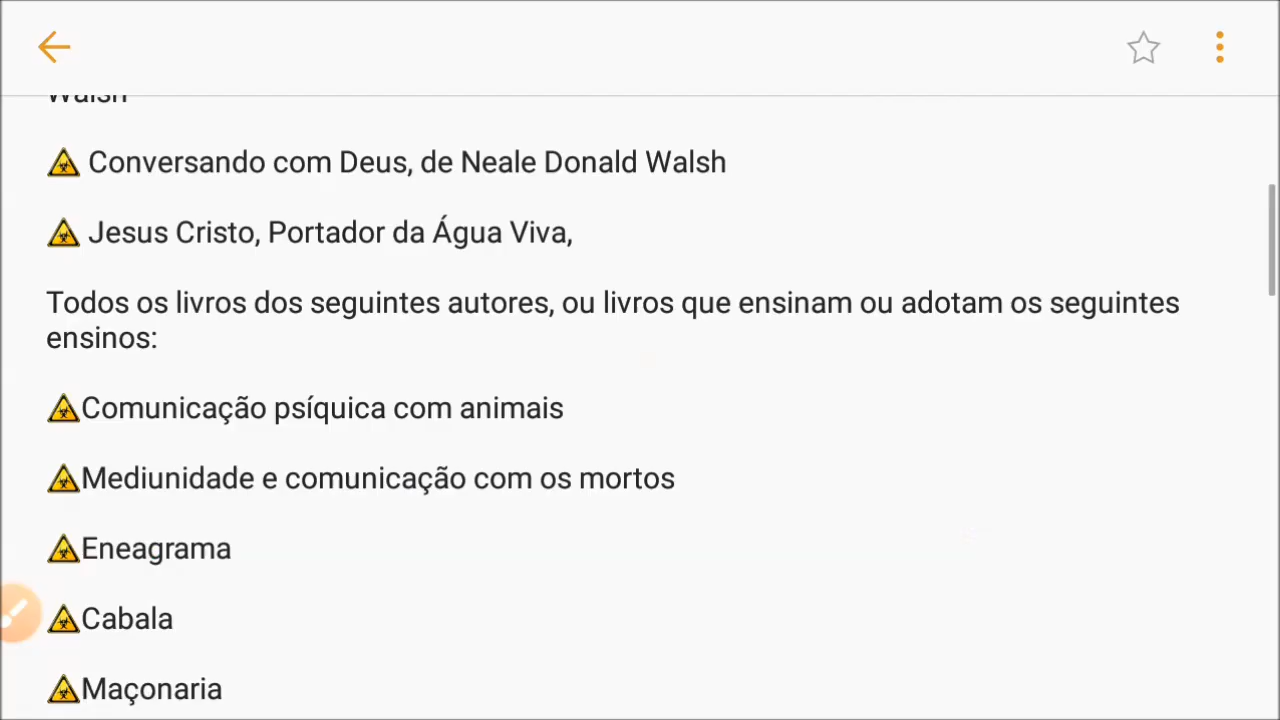 Walsh
☣ Conversando com Deus, de Neale Donald Walsh
☣ Jesus Cristo, Portador da Água Viva,
Todos os livros dos seguintes autores, ou livros que ensinam ou adotam os seguintes
ensinos:
☣Comunicação psíquica com animais
☣Mediunidade e comunicação com os mortos
☣Eneagrama
☣Cabala
☣Maçonaria